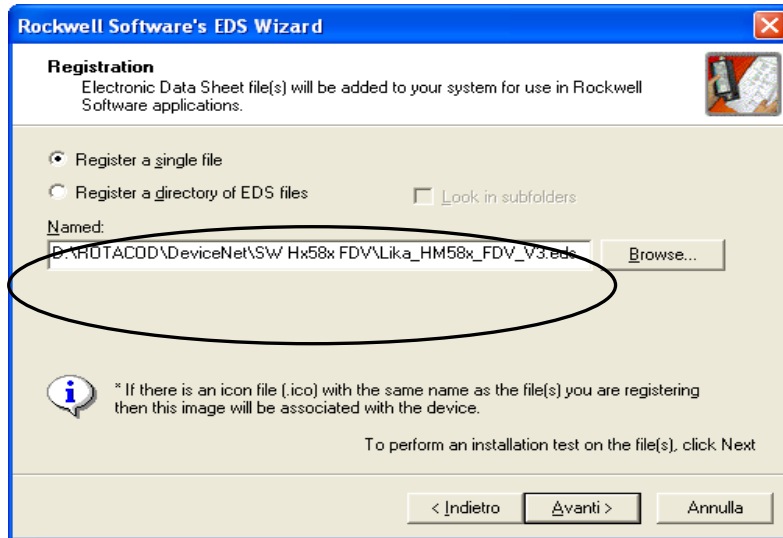 Rockwell Software's EDS Wizard
Registration
Electronic Data Sheet file(s) will be added to your system for use in Rockwell
Software applications.
Register a single file
Register a directory of EDS files
Look in subfolders
Named:
D:\ROTACOD\DeviceNet\SW Hx58x FDV\Lika_HM58x_FDV_V3.eds
Browse...
* If there is an icon file (.ico) with the same name as the file(s) you are registering
then this image will be associated with the device.
To perform an installation test on the file(s), click Next
< Indietro
Avanti >
Annulla